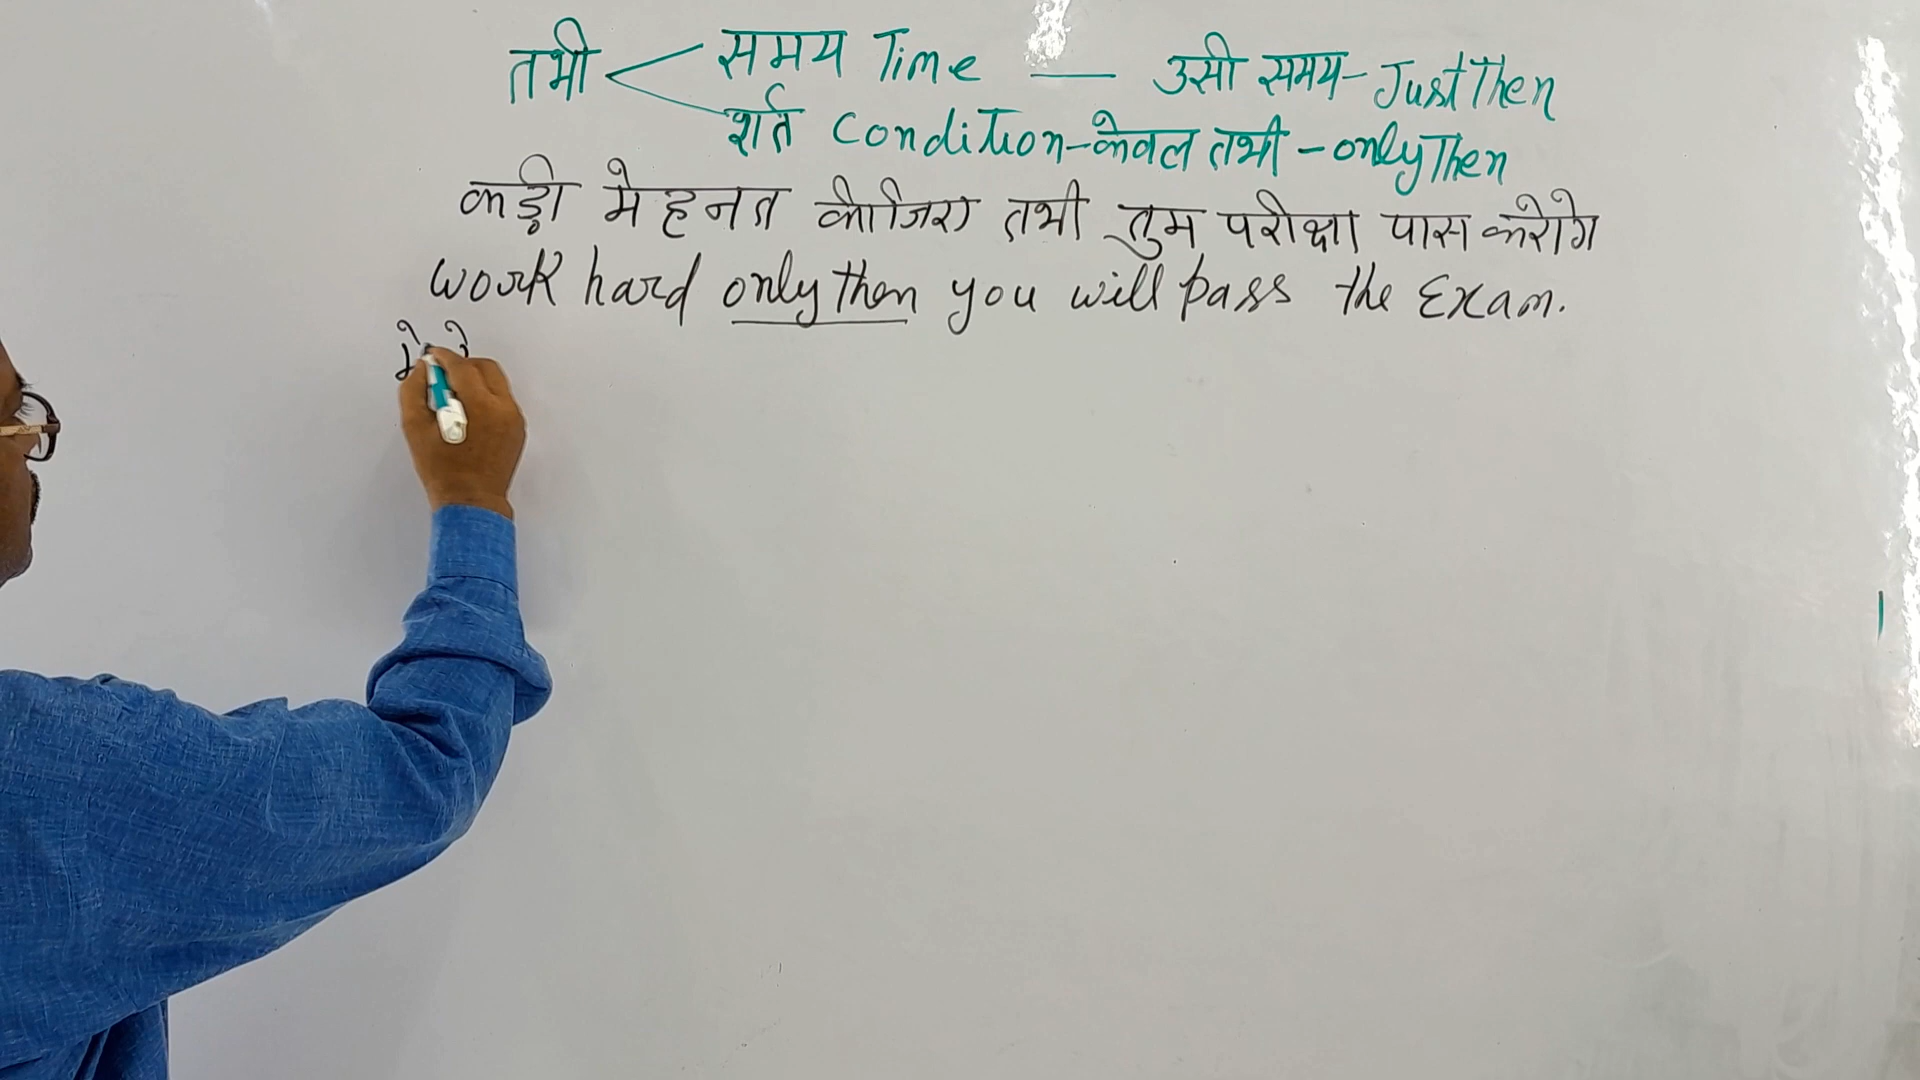 तभी < समय Time — उसी समय - Just Then
शर्त Condition - केवल तभी - only Then
कड़ी मेहनत कीजिए तभी तुम परीक्षा पास करोगे
work hard only then you will pass the Exam.